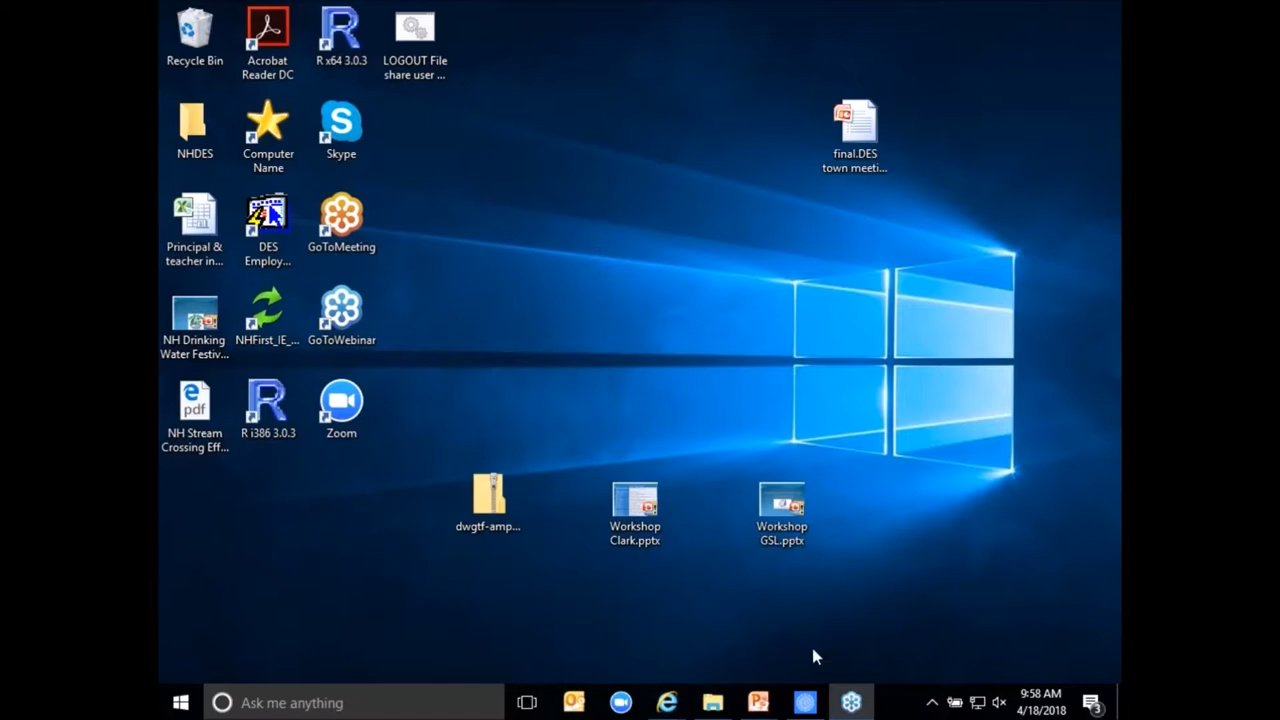 Recycle Bin
Acrobat
Reader DC
R x64 3.0.3
LOGOUT File
share user ...
NHDES
Computer
Name
Skype
final.DES
town meeti...
Principal &
teacher in...
DES
Employ...
GoToMeeting
NH Drinking
Water Festiv...
NHFirst_IE_...
GoToWebinar
pdf
NH Stream
Crossing Eff...
R i386 3.0.3
Zoom
dwgtf-amp...
Workshop
Clark.pptx
Workshop
GSL.pptx
Ask me anything
9:58 AM
4/18/2018
3